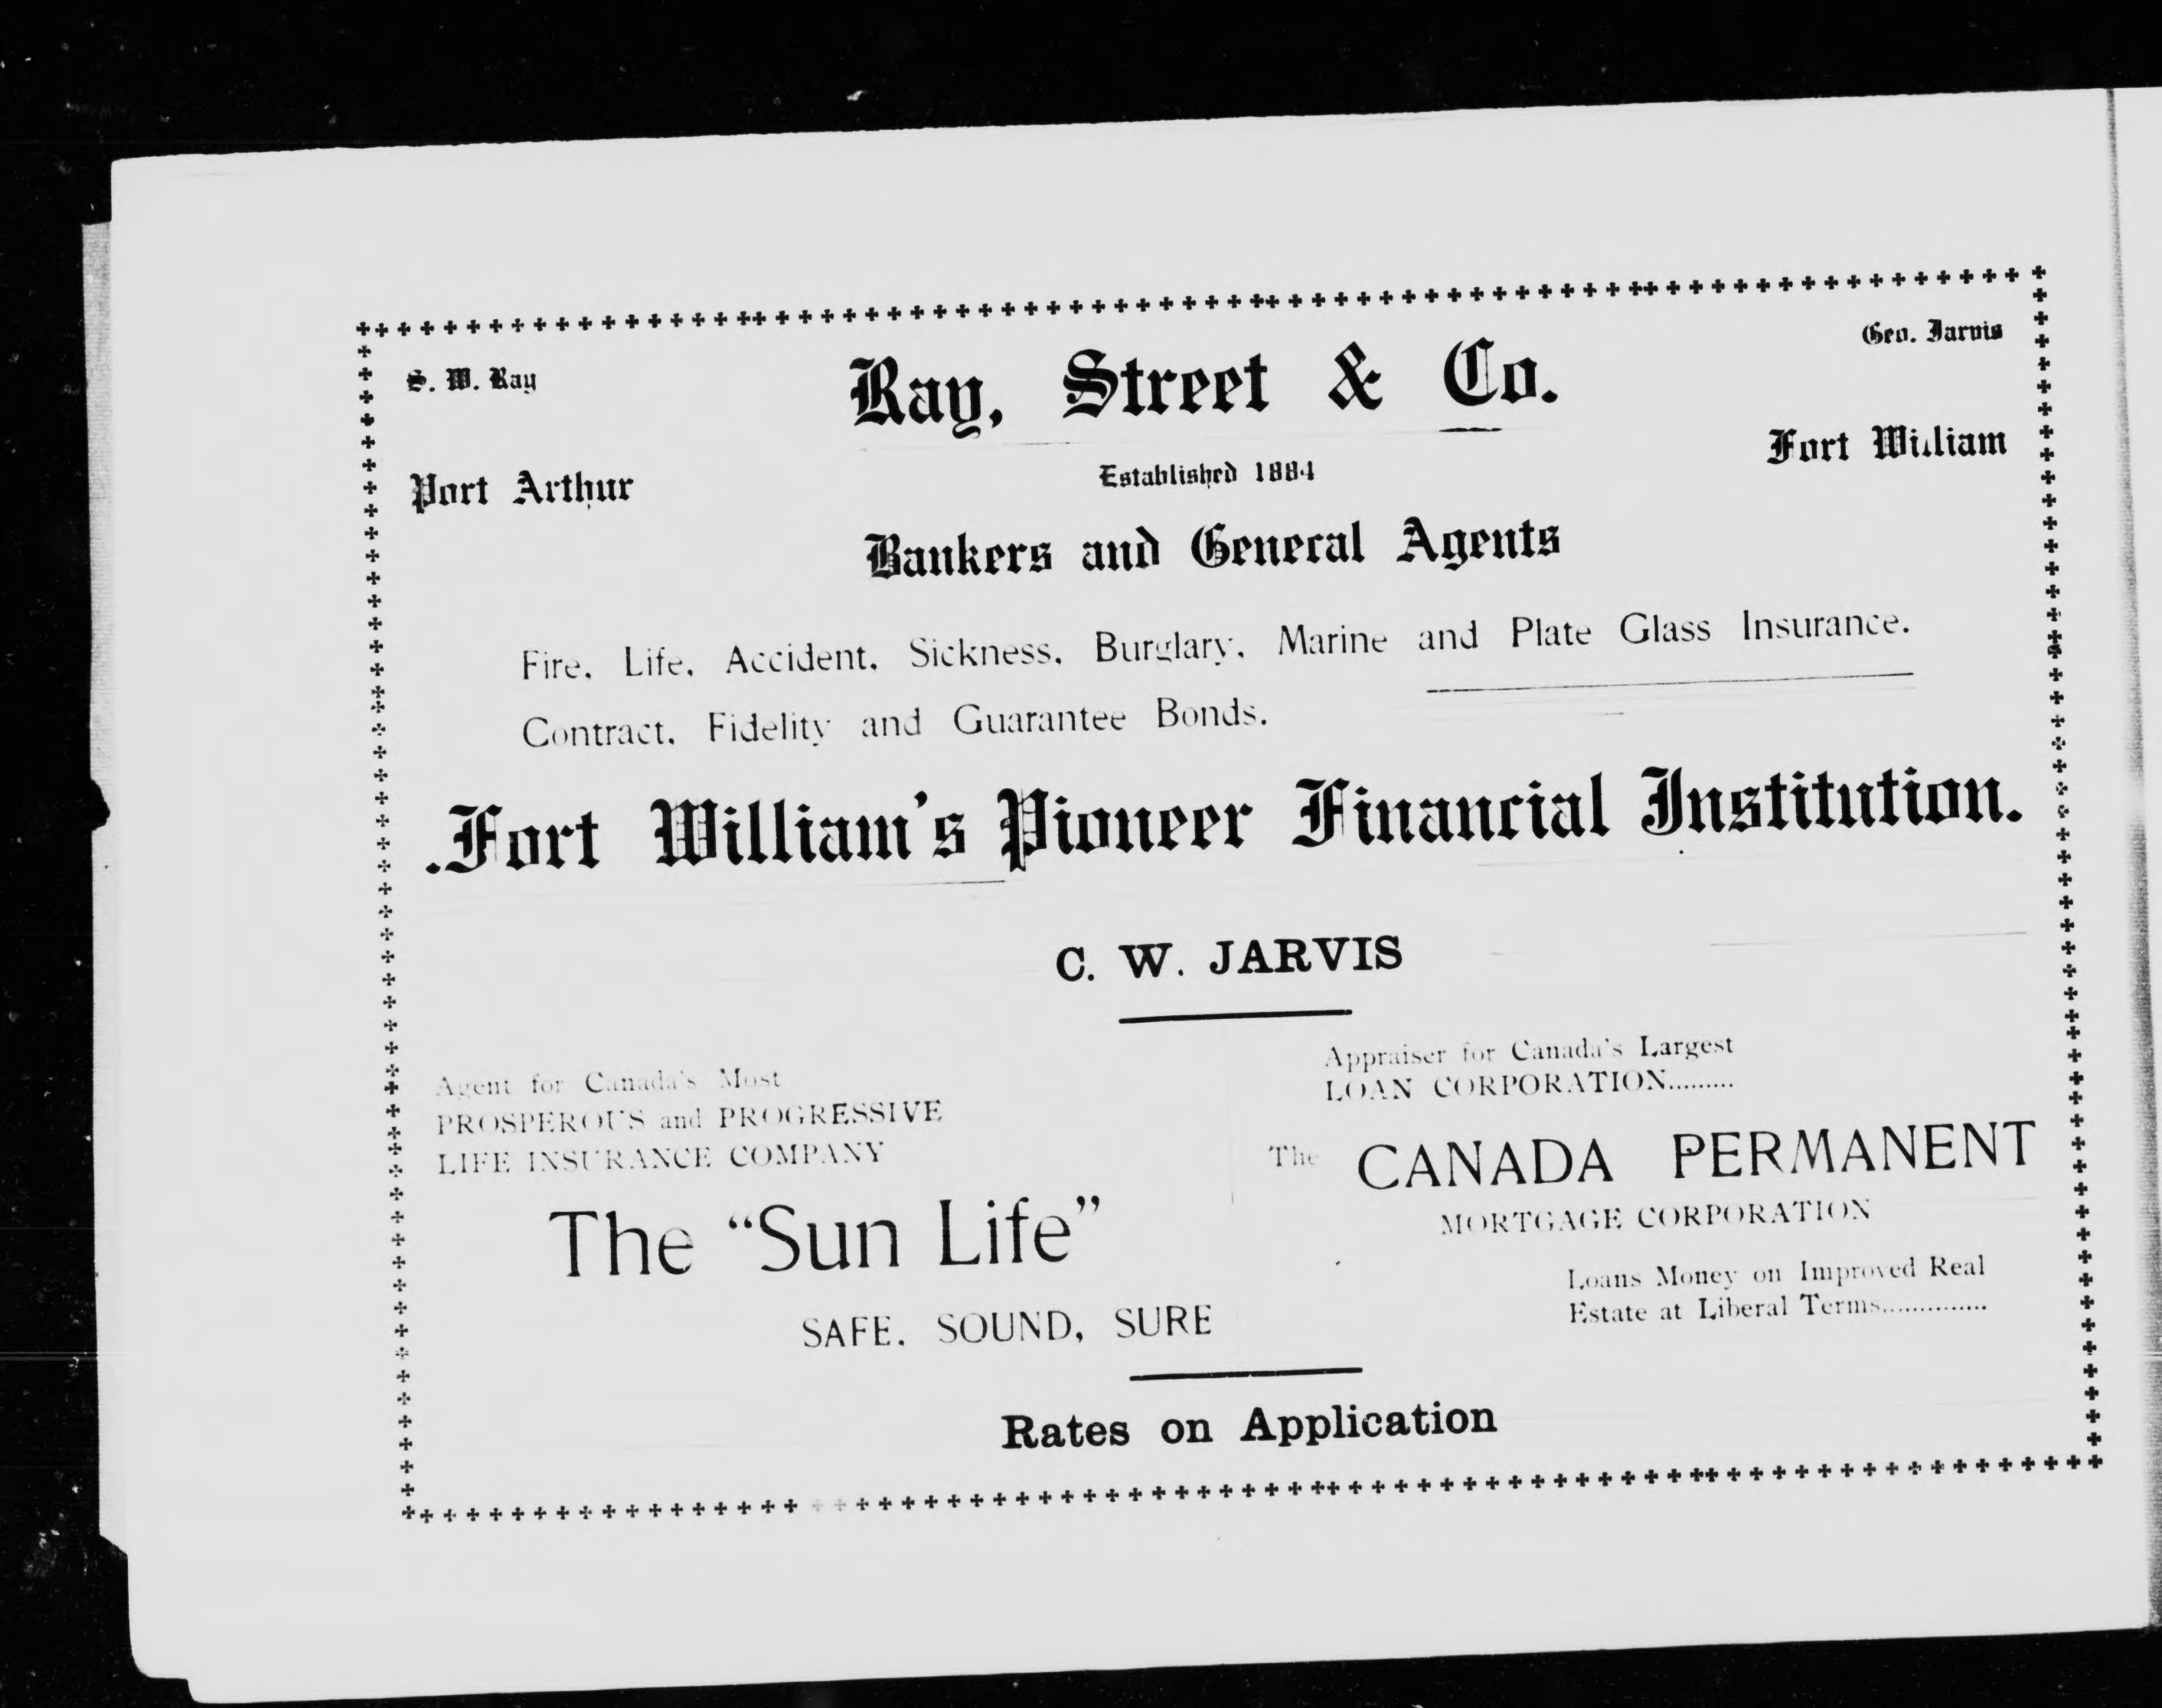 S. W. Ray
Ray, Street & Co.
Geo. Jarvis
Port Arthur
Established 1884
Fort William
Bankers and General Agents
Fire, Life, Accident, Sickness, Burglary, Marine and Plate Glass Insurance.
Contract, Fidelity and Guarantee Bonds.
.Fort William's Pioneer Financial Institution.
C. W. JARVIS
Agent for Canada's Most
PROSPEROUS and PROGRESSIVE
LIFE INSURANCE COMPANY
The "Sun Life"
SAFE, SOUND, SURE
Appraiser for Canada's Largest
LOAN CORPORATION.........
The CANADA PERMANENT
MORTGAGE CORPORATION
Loans Money on Improved Real
Estate at Liberal Terms...............
Rates on Application